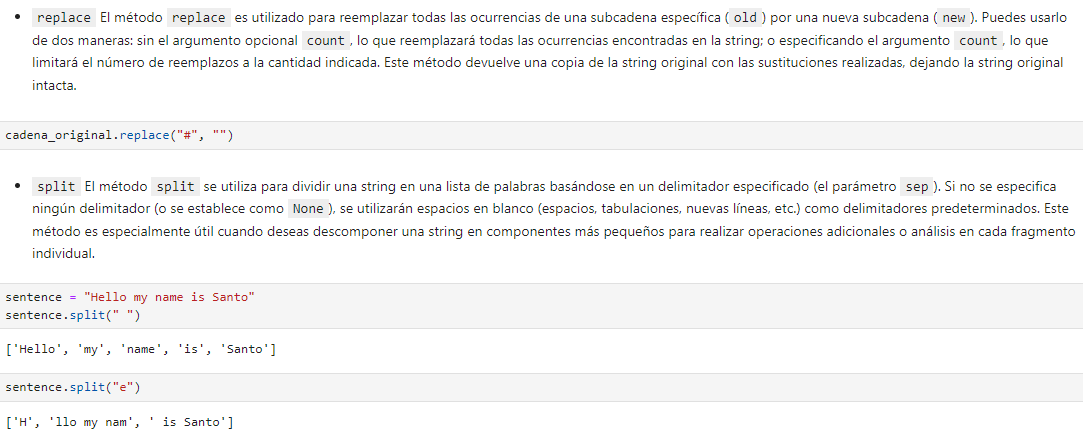 • replace El método replace es utilizado para reemplazar todas las ocurrencias de una subcadena específica ( old ) por una nueva subcadena ( new ). Puedes usarlo
de dos maneras: sin el argumento opcional count , lo que reemplazará todas las ocurrencias encontradas en la string; o especificando el argumento count , lo que
limitará el número de reemplazos a la cantidad indicada. Este método devuelve una copia de la string original con las sustituciones realizadas, dejando la string original
intacta.
cadena_original.replace("#", "")
• split El método split se utiliza para dividir una string en una lista de palabras basándose en un delimitador especificado (el parámetro sep ). Si no se especifica
ningún delimitador (o se establece como None ), se utilizarán espacios en blanco (espacios, tabulaciones, nuevas líneas, etc.) como delimitadores predeterminados. Este
método es especialmente útil cuando deseas descomponer una string en componentes más pequeños para realizar operaciones adicionales o análisis en cada fragmento
individual.
sentence = "Hello my name is Santo"
sentence.split(" ")
['Hello', 'my', 'name', 'is', 'Santo']
sentence.split("e")
['H', 'llo my nam', ' is Santo']